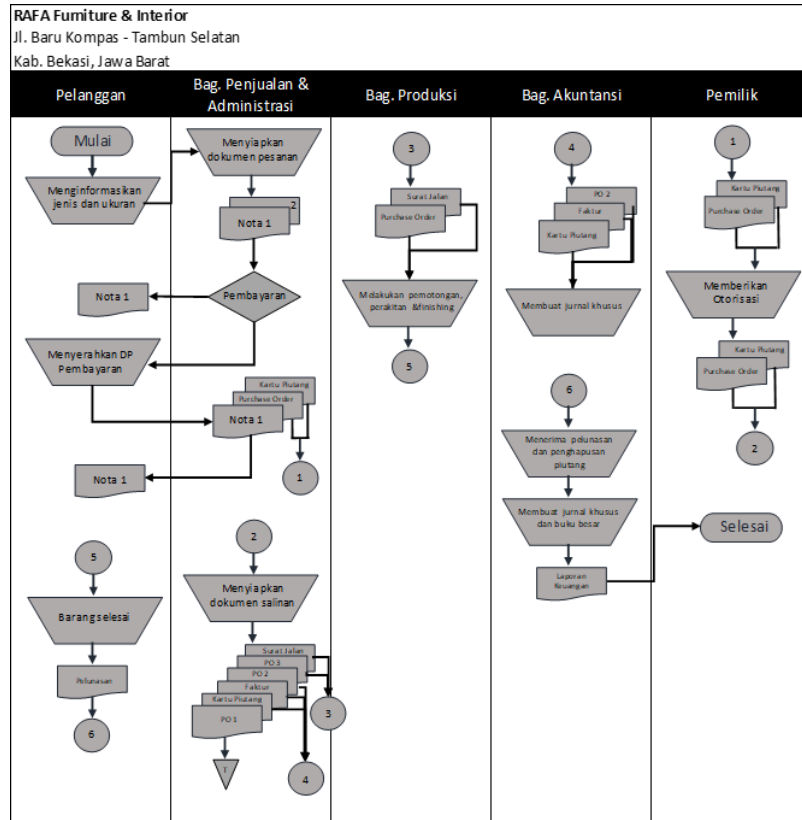 RAFA Furniture & Interior
Jl. Baru Kompas - Tambun Selatan
Kab. Bekasi, Jawa Barat
Pelanggan
Bag. Penjualan &
Administrasi
Bag. Produksi
Bag. Akuntansi
Pemilik
Mulai
Menginformasikan
jenis dan ukuran
Nota 1
Menyerahkan DP
Pembayaran
Nota 1
5
Barang selesai
Pelunasan
6
Menyiapkan
dokumen pesanan
2
Nota 1
Pembayaran
Kartu Piutang
Purchase Order
Nota 1
1
2
Menyiapkan
dokumen salinan
Surat Jalan
PO 3
PO 2
Faktur
Kartu Piutang
PO 1
T
3
4
3
Surat Jalan
Purchase Order
Melakukan pemotongan,
perakitan &finishing
5
4
PO 2
Faktur
Kartu Piutang
Membuat jurnal khusus
6
Menerima pelunasan
dan penghapusan
piutang
Membuat jurnal khusus
dan buku besar
Laporan
Keuangan
1
Kartu Piutang
Purchase Order
Memberikan
Otorisasi
Kartu Piutang
Purchase Order
2
Selesai